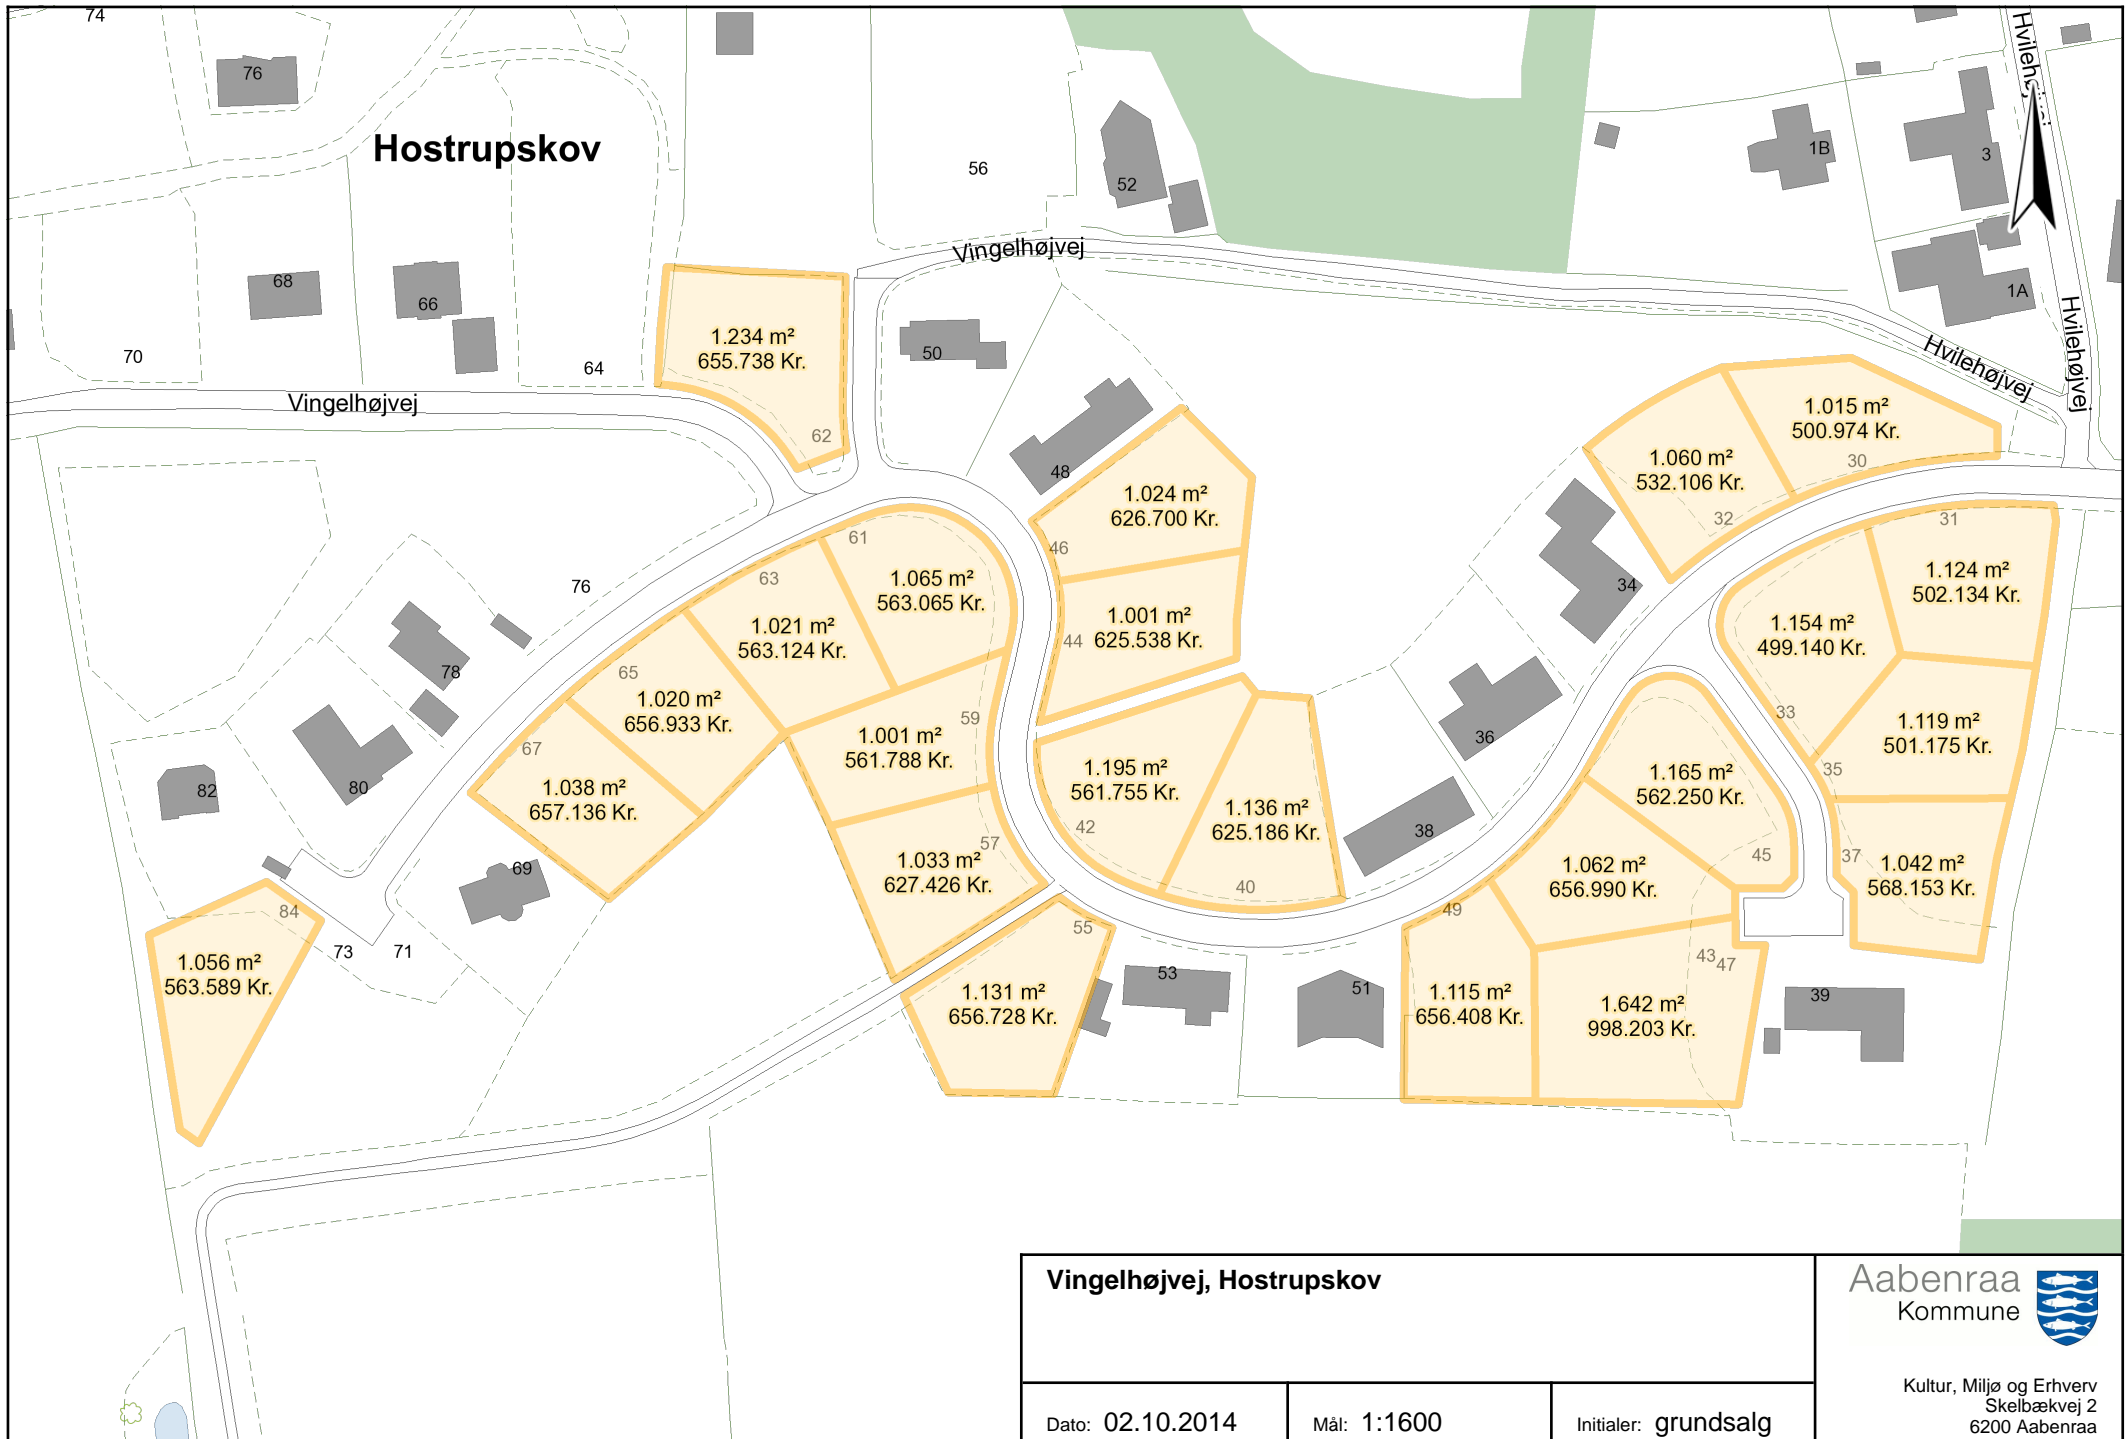 74
76
Hostrupskov
56
52
1B
3
Hvilehøjvej
Vingelhøjvej
68
66
1A
70
64
1.234 m²
655.738 Kr.
62
50
Hvilehøjvej
Hvilehøjvej
Vingelhøjvej
48
1.015 m²
500.974 Kr.
30
1.060 m²
532.106 Kr.
32
1.024 m²
626.700 Kr.
46
31
61
63
76
1.065 m²
563.065 Kr.
34
1.124 m²
502.134 Kr.
1.001 m²
625.538 Kr.
44
1.021 m²
563.124 Kr.
1.154 m²
499.140 Kr.
33
78
65
1.020 m²
656.933 Kr.
59
1.119 m²
501.175 Kr.
35
67
1.001 m²
561.788 Kr.
36
82
80
1.038 m²
657.136 Kr.
1.195 m²
561.755 Kr.
42
1.136 m²
625.186 Kr.
40
38
1.165 m²
562.250 Kr.
45
57
1.033 m²
627.426 Kr.
69
1.062 m²
656.990 Kr.
37
1.042 m²
568.153 Kr.
84
73
71
55
49
43
47
1.056 m²
563.589 Kr.
1.131 m²
656.728 Kr.
53
51
1.115 m²
656.408 Kr.
1.642 m²
998.203 Kr.
39
Vingelhøjvej, Hostrupskov
Aabenraa
Kommune
Kultur, Miljø og Erhverv
Skelbækvej 2
6200 Aabenraa
Dato: 02.10.2014
Mål: 1:1600
Initialer: grundsalg